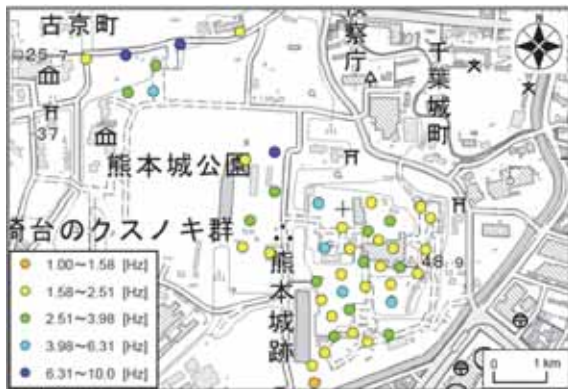 古京町
25 7
37
察庁
千葉城町
N
熊本城公園
崎台のクスノキ群
熊本城跡
48 9
1.00～1.58 [Hz]
1.58～2.51 [Hz]
2.51～3.98 [Hz]
3.98～6.31 [Hz]
6.31～10.0 [Hz]
0 1 km